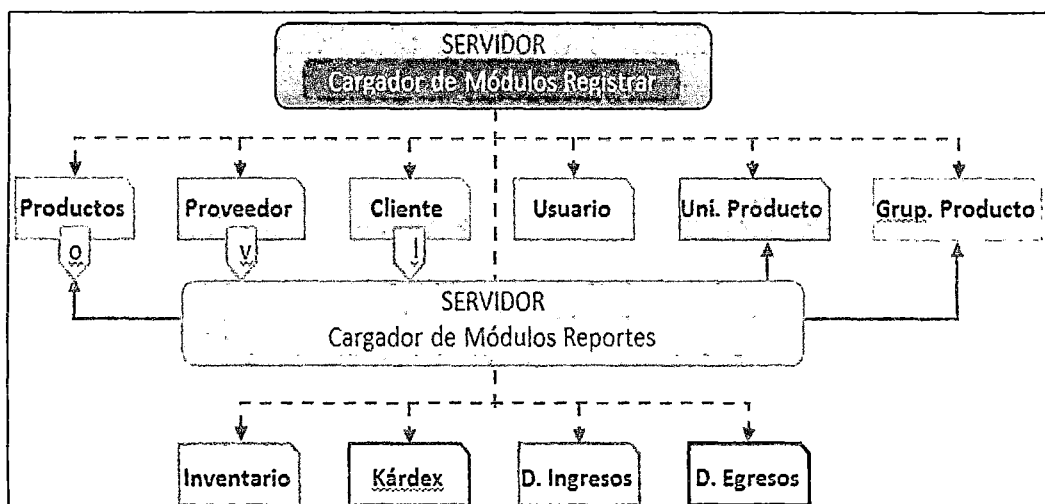 SERVIDOR
Cargador de Módulos Registrar
Productos
Proveedor
Cliente
Usuario
Uni. Producto
Grup. Producto
o
v
l
SERVIDOR
Cargador de Módulos Reportes
Inventario
Kárdex
D. Ingresos
D. Egresos